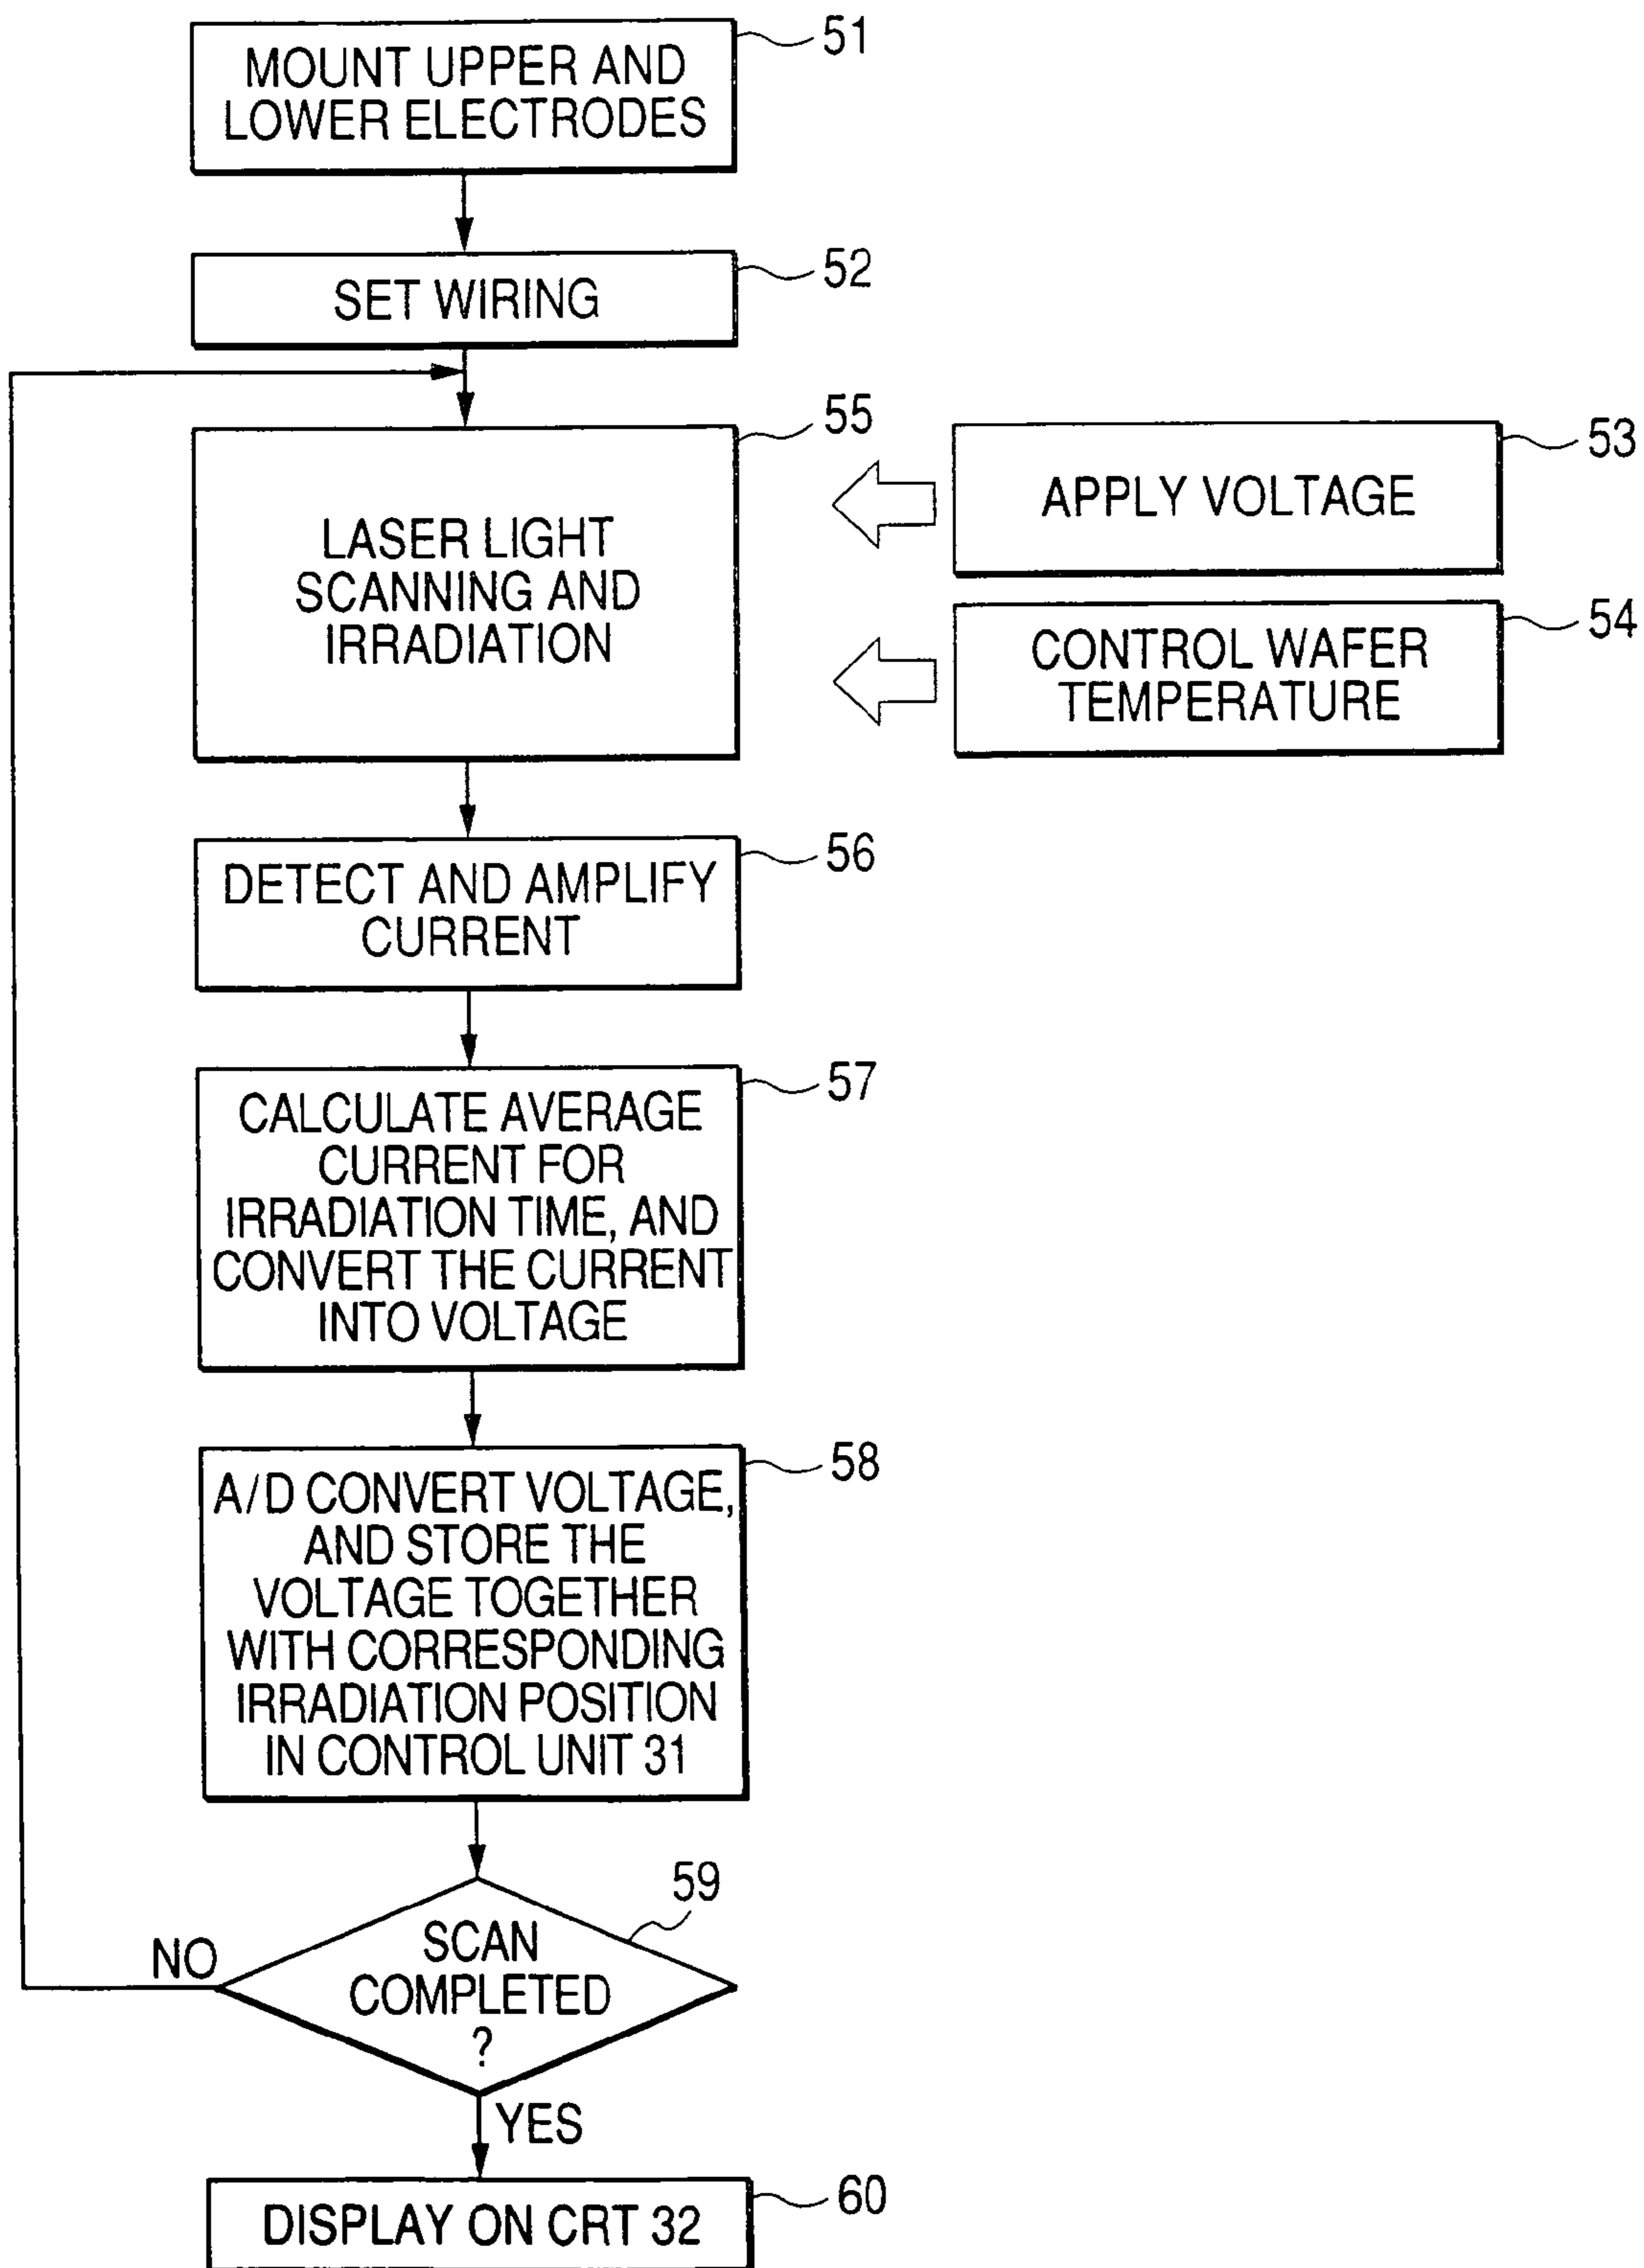 51
MOUNT UPPER AND
LOWER ELECTRODES
52
SET WIRING
55
LASER LIGHT
SCANNING AND
IRRADIATION
53
APPLY VOLTAGE
54
CONTROL WAFER
TEMPERATURE
56
DETECT AND AMPLIFY
CURRENT
57
CALCULATE AVERAGE
CURRENT FOR
IRRADIATION TIME, AND
CONVERT THE CURRENT
INTO VOLTAGE
58
A/D CONVERT VOLTAGE,
AND STORE THE
VOLTAGE TOGETHER
WITH CORRESPONDING
IRRADIATION POSITION
IN CONTROL UNIT 31
59
SCAN
COMPLETED
?
NO
YES
60
DISPLAY ON CRT 32